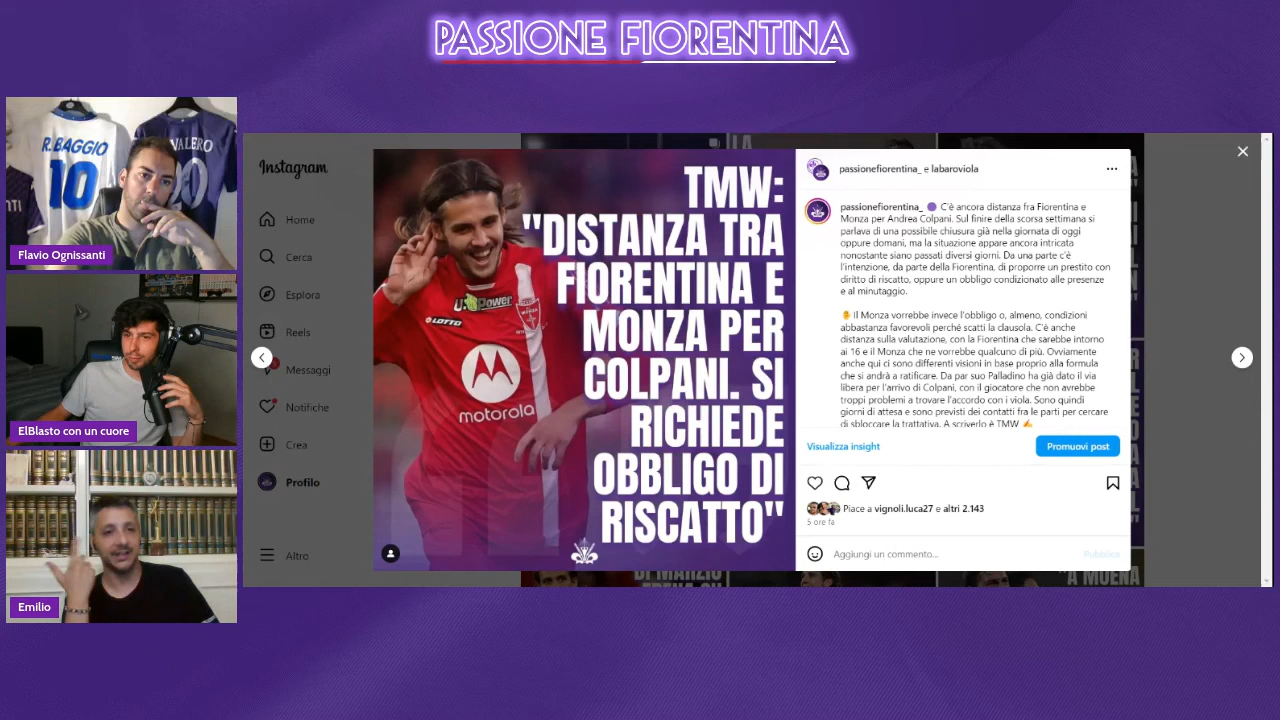 PASSIONE FIORENTINA
R.BAGGIO
10
VALERO
20
Flavio Ognissanti
ElBlasto con un cuore
Emilio
Instagram
Home
Cerca
Esplora
Reels
Messaggi
Notifiche
Crea
Profilo
Altro
TMW:
"DISTANZA TRA
FIORENTINA E
MONZA PER
COLPANI. SI
RICHIEDE
OBBLIGO DI
RISCATTO"
U-Power
LOTTO
motorola
passionefiorentina_ e labaroviola
passionefiorentina_ 🟣 C'è ancora distanza fra Fiorentina e
Monza per Andrea Colpani. Sul finire della scorsa settimana si
parlava di una possibile chiusura già nella giornata di oggi
oppure domani, ma la situazione appare ancora intricata
nonostante siano passati diversi giorni. Da una parte c'è
l'intenzione, da parte della Fiorentina, di proporre un prestito con
diritto di riscatto, oppure un obbligo condizionato alle presenze
e al minutaggio.
✋ Il Monza vorrebbe invece l'obbligo o, almeno, condizioni
abbastanza favorevoli perché scatti la clausola. C'è anche
distanza sulla valutazione, con la Fiorentina che sarebbe intorno
ai 16 e il Monza che ne vorrebbe qualcuno di più. Ovviamente
anche qui ci sono differenti visioni in base proprio alla formula
che si andrà a ratificare. Da par suo Palladino ha già dato il via
libera per l'arrivo di Colpani, con il giocatore che non avrebbe
troppi problemi a trovare l'accordo con i viola. Sono quindi
giorni di attesa e sono previsti dei contatti fra le parti per cercare
di sbloccare la trattativa. A scriverlo è TMW ✍️
Visualizza insight
Promuovi post
Piace a vignoli.luca27 e altri 2.143
5 ore fa
Aggiungi un commento...
Pubblica
DI MARZIO
"A MOENA